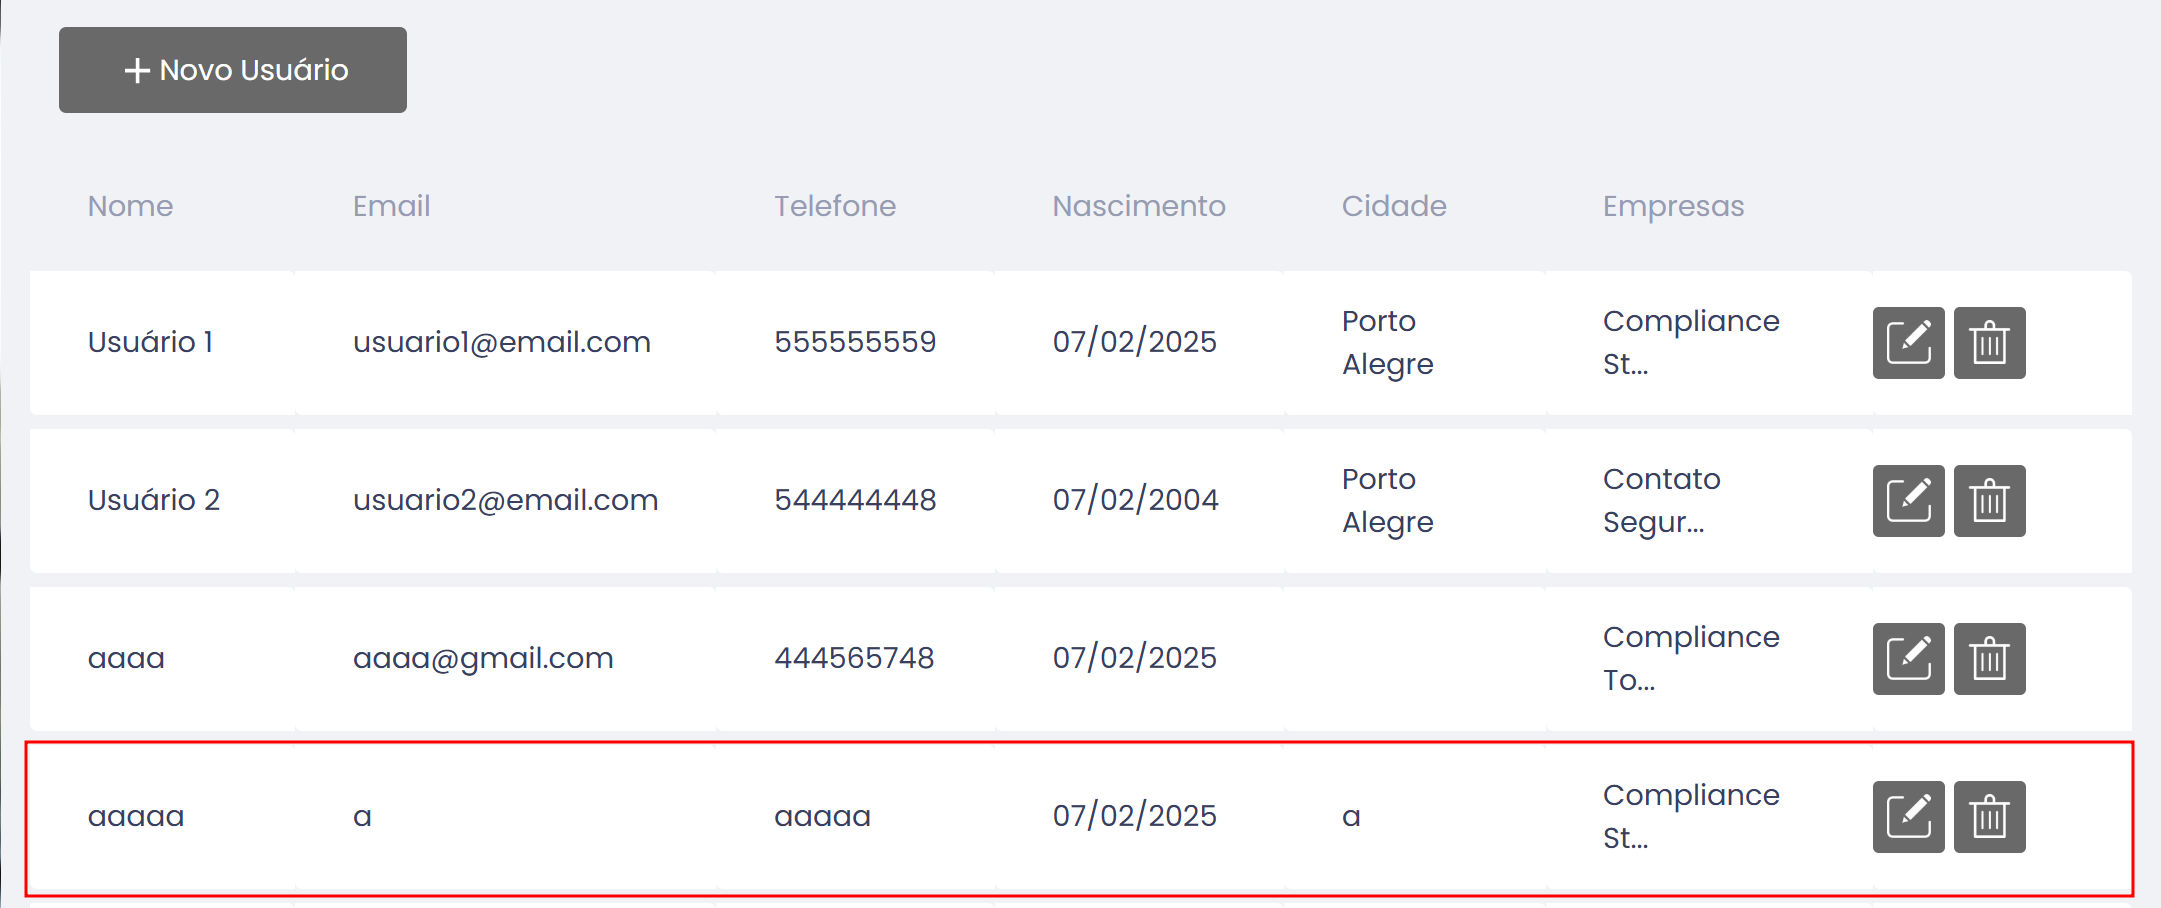 + Novo Usuário
Nome Email Telefone Nascimento Cidade Empresas
Usuário 1 usuario1@email.com 555555559 07/02/2025 Porto Alegre Compliance St...
Usuário 2 usuario2@email.com 544444448 07/02/2004 Porto Alegre Contato Segur...
aaaa aaaa@gmail.com 444565748 07/02/2025 Compliance To...
aaaaa a aaaaa 07/02/2025 a Compliance St...